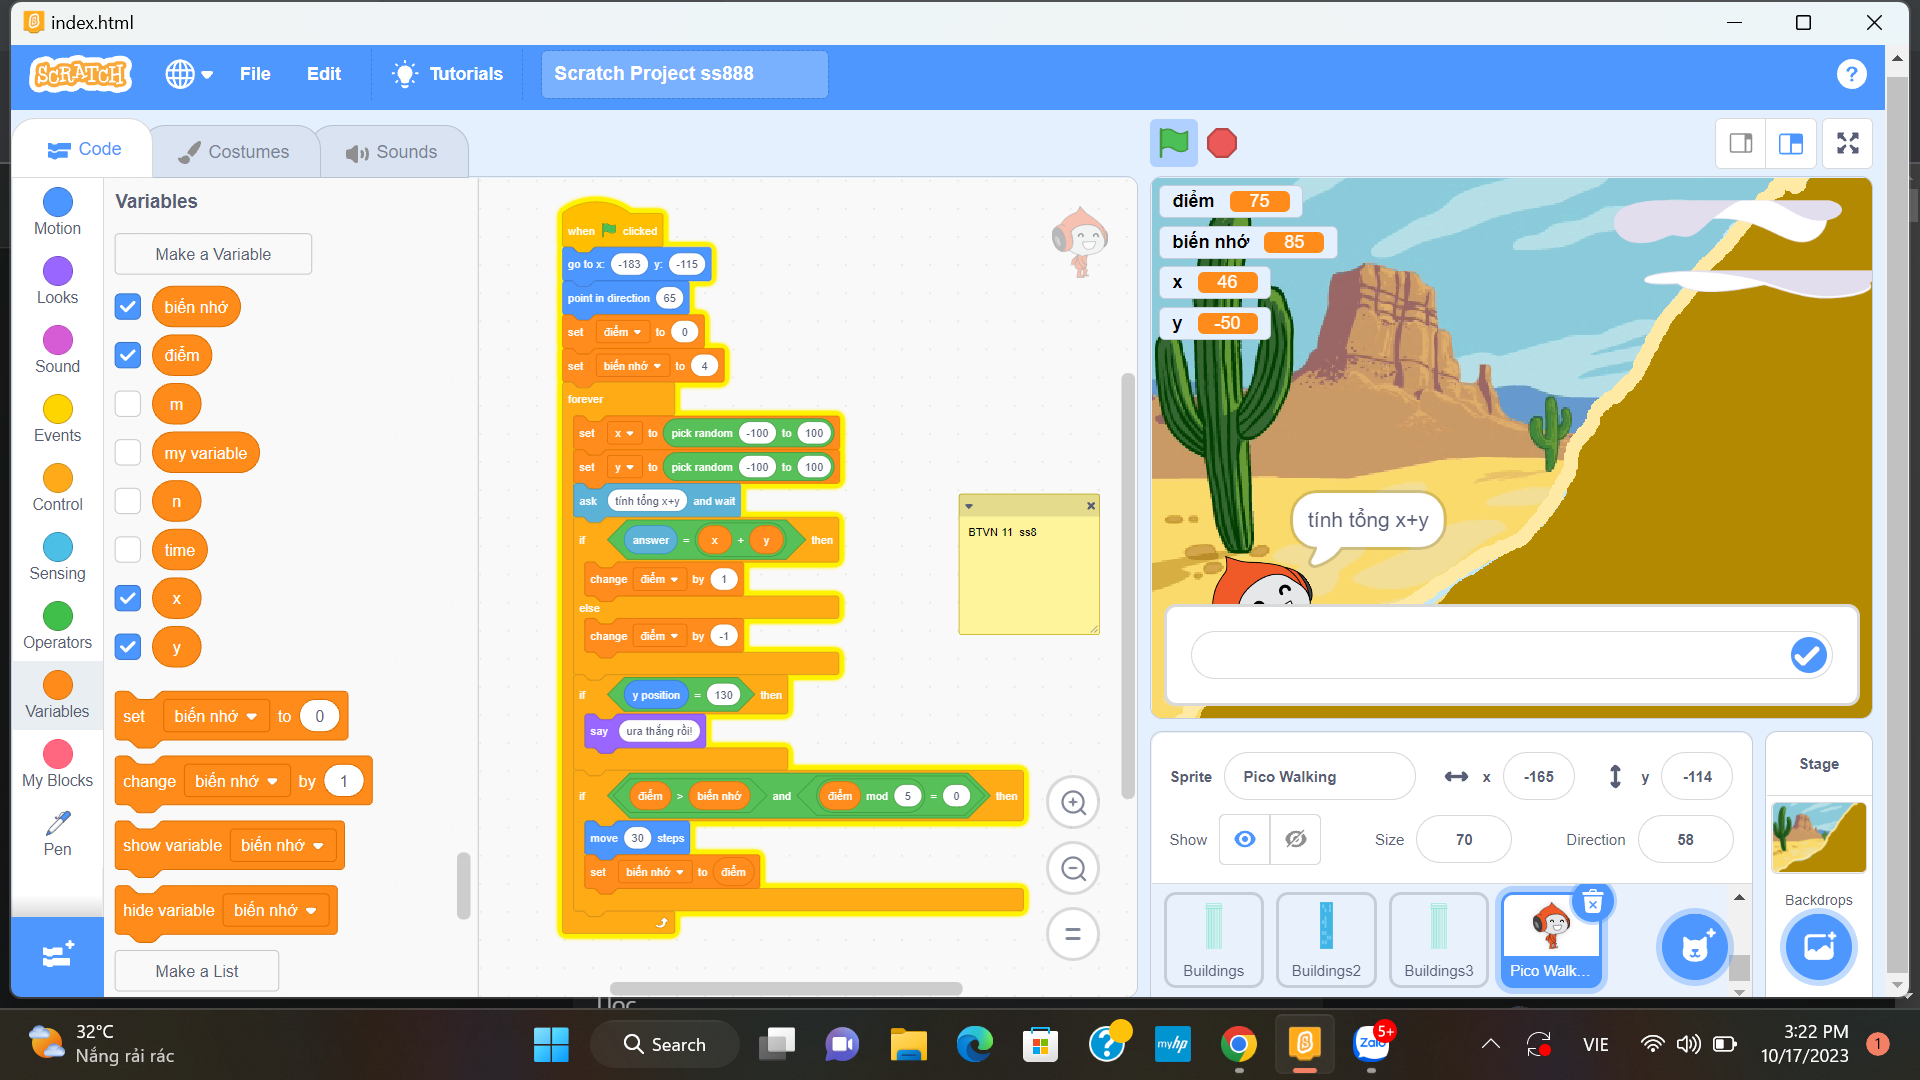 index.html
SCRATCH
File
Edit
Tutorials
Scratch Project ss888
?
Code
Costumes
Sounds
Motion
Looks
Sound
Events
Control
Sensing
Operators
Variables
My Blocks
Pen
Variables
Make a Variable
biến nhớ
điểm
m
my variable
n
time
x
y
set biến nhớ to 0
change biến nhớ by 1
show variable biến nhớ
hide variable biến nhớ
Make a List
when clicked
go to x: -183 y: -115
point in direction 65
set điểm to 0
set biến nhớ to 4
forever
set x to pick random -100 to 100
set y to pick random -100 to 100
ask tính tổng x+y and wait
if answer = x + y then
change điểm by 1
else
change điểm by -1
if y position = 130 then
say ura thắng rồi!
if điểm > biến nhớ and điểm mod 5 = 0 then
move 30 steps
set biến nhớ to điểm
BTVN 11 ss8
điểm 75
biến nhớ 85
x 46
y -50
tính tổng x+y
Sprite Pico Walking x -165 y -114
Show Size 70 Direction 58
Buildings
Buildings2
Buildings3
Pico Walk...
Stage
Backdrops
32°C
Nắng rải rác
Search
myhp
Zalo
5+
VIE
3:22 PM
10/17/2023
1